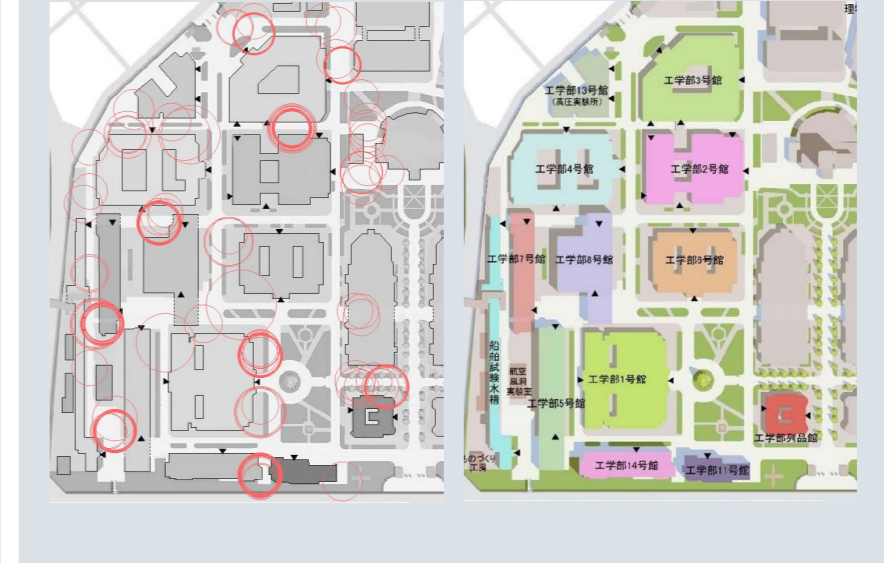 工学部3号館
工学部13号館
(高圧実験所)
工学部4号館
工学部2号館
工学部7号館
工学部8号館
工学部6号館
船舶試験水槽
航空
風洞
実験室
工学部1号館
工学部5号館
工学部列品館
ものづくり
工房
工学部14号館
工学部11号館